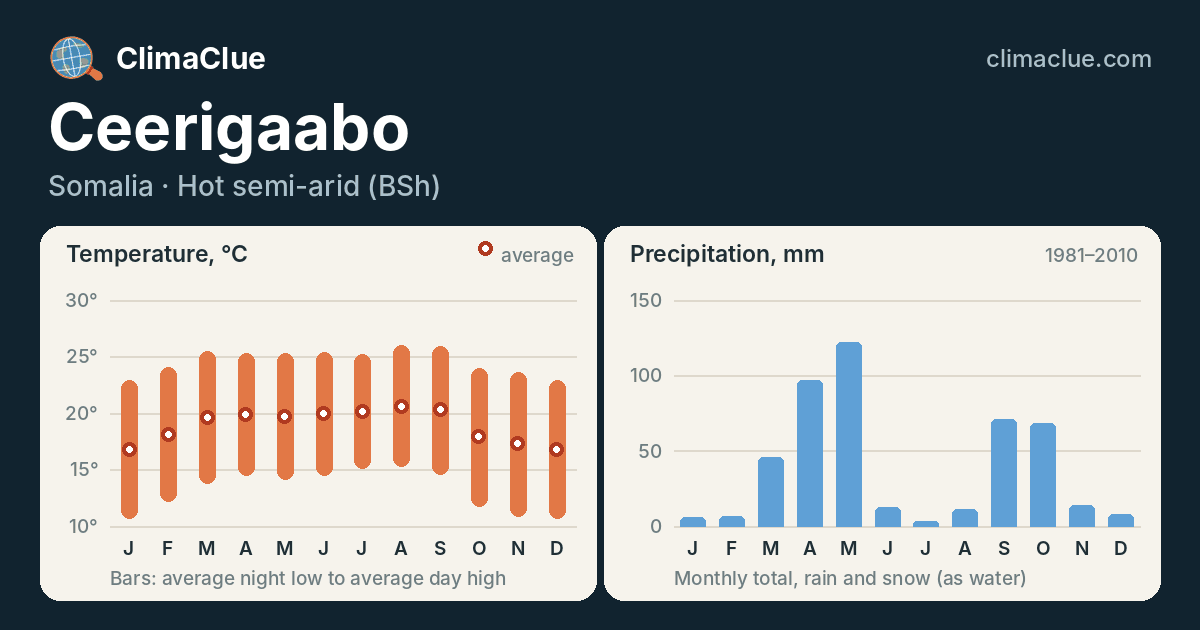 ClimaClue
climaclue.com
Ceerigaabo
Somalia · Hot semi-arid (BSh)
Temperature, °C
average
30°
25°
20°
15°
10°
J F M A M J J A S O N D
Bars: average night low to average day high
Precipitation, mm
1981–2010
150
100
50
0
J F M A M J J A S O N D
Monthly total, rain and snow (as water)